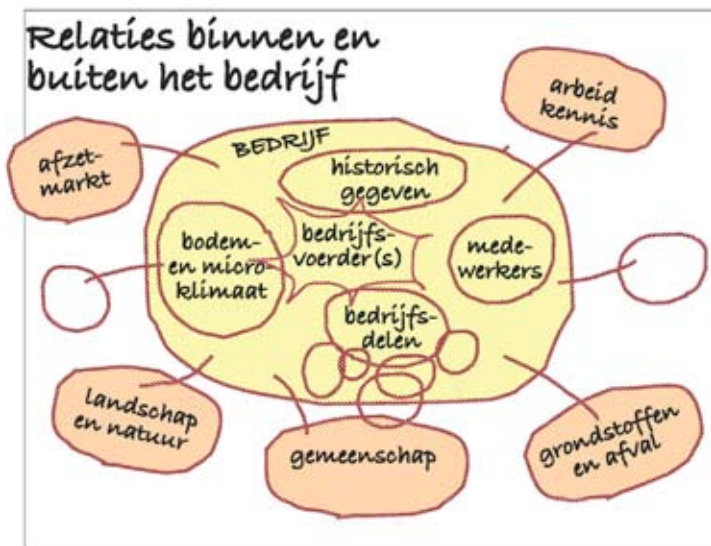 Relaties binnen en
buiten het bedrijf
arbeid
kennis
afzet-
markt
BEDRIJF
historisch
gegeven
bodem-
en micro-
klimaat
bedrijfs-
voerder(s)
mede-
werkers
bedrijfs-
delen
landschap
en natuur
gemeenschap
grondstoffen
en afval